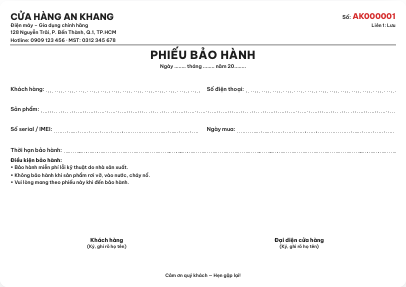 CỬA HÀNG AN KHANG
Điện máy – Gia dụng chính hãng
128 Nguyễn Trãi, P. Bến Thành, Q.1, TP.HCM
Hotline: 0909 123 456 · MST: 0312 345 678
Số: AK000001
Liên 1: Lưu
PHIẾU BẢO HÀNH
Ngày ........ tháng ........ năm 20........
Khách hàng:
Số điện thoại:
Sản phẩm:
Số serial / IMEI:
Ngày mua:
Thời hạn bảo hành:
Điều kiện bảo hành:
• Bảo hành miễn phí lỗi kỹ thuật do nhà sản xuất.
• Không bảo hành khi sản phẩm rơi vỡ, vào nước, cháy nổ.
• Vui lòng mang theo phiếu này khi đến bảo hành.
Khách hàng
(Ký, ghi rõ họ tên)
Đại diện cửa hàng
(Ký, ghi rõ họ tên)
Cảm ơn quý khách — Hẹn gặp lại!